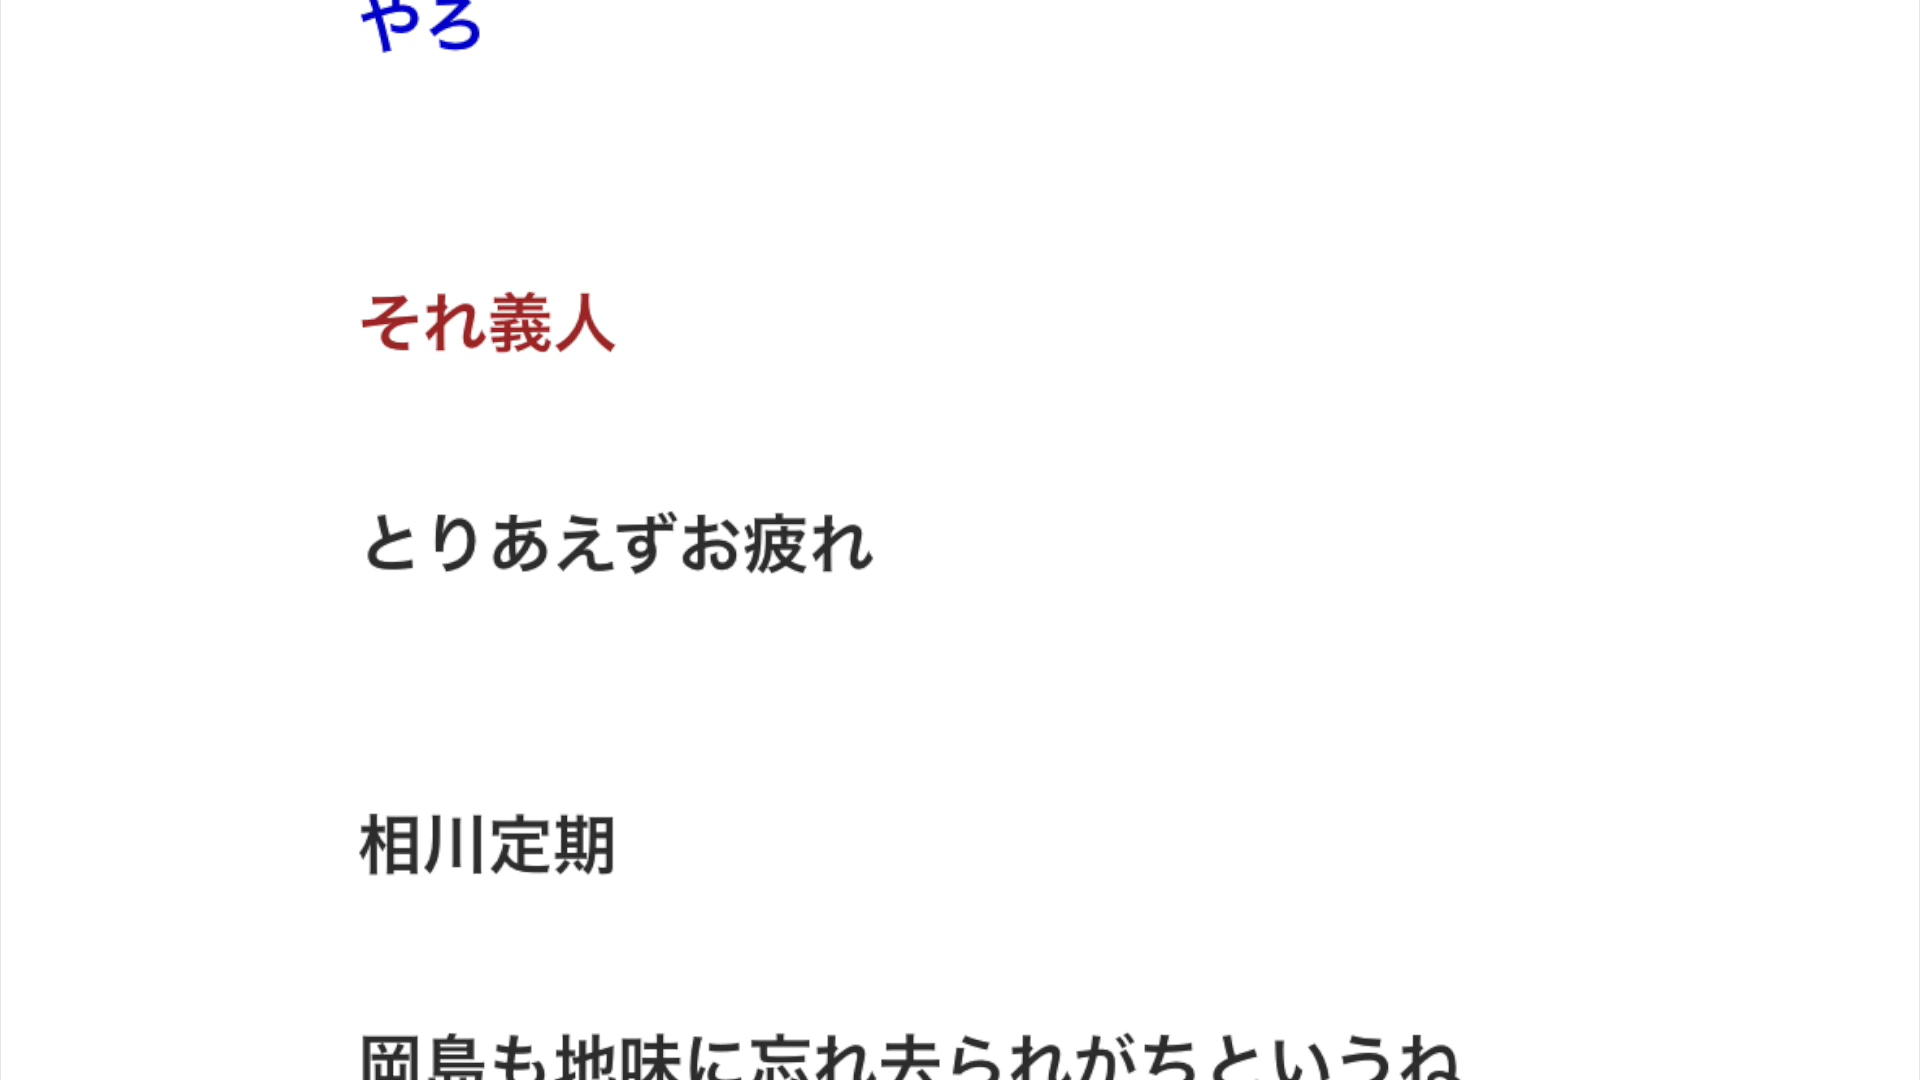 やろ
それ義人
とりあえずお疲れ
相川定期
岡島も地味に忘れ去られがちというね